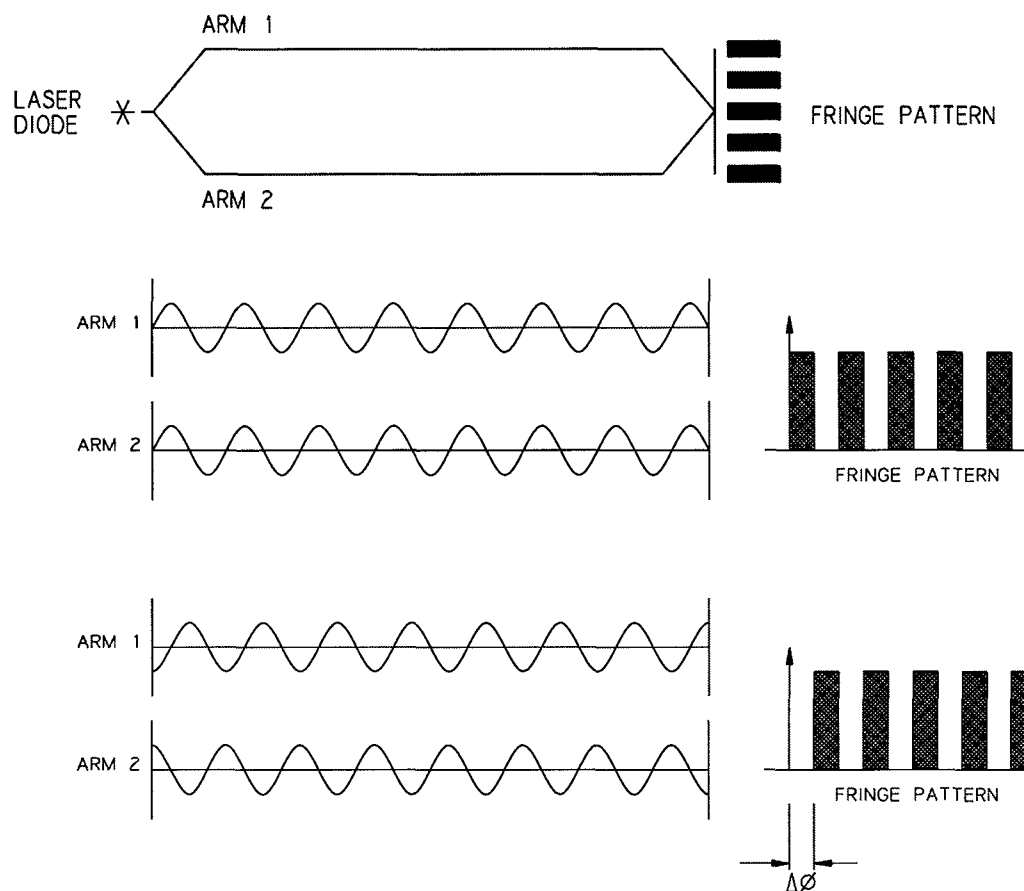 ARM 1
LASER
DIODE
FRINGE PATTERN
ARM 2
ARM 1
ARM 2
FRINGE PATTERN
ARM 1
ARM 2
FRINGE PATTERN
ΔØ